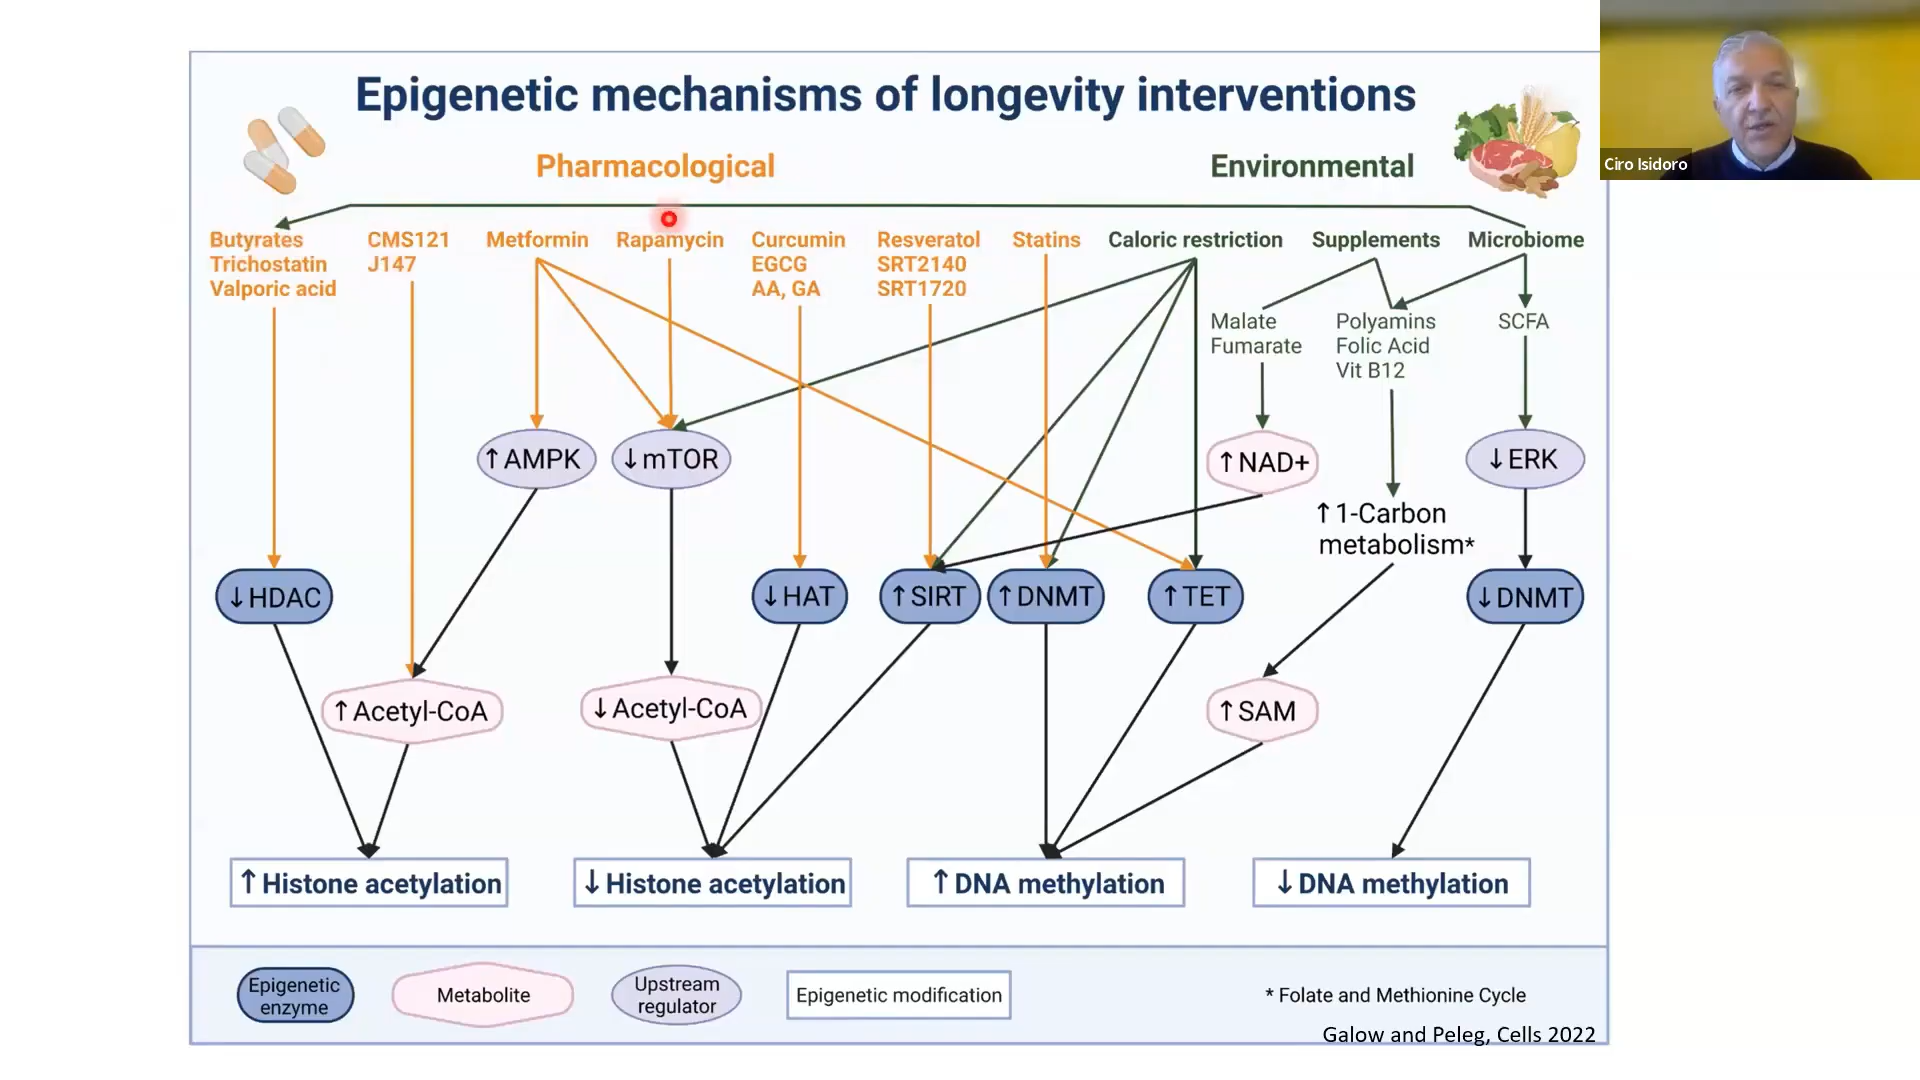 Epigenetic mechanisms of longevity interventions
Pharmacological
Environmental
Ciro Isidoro
Butyrates
Trichostatin
Valporic acid
CMS121
J147
Metformin
Rapamycin
Curcumin
EGCG
AA, GA
Resveratol
SRT2140
SRT1720
Statins
Caloric restriction
Supplements
Microbiome
Malate
Fumarate
Polyamins
Folic Acid
Vit B12
SCFA
↑AMPK
↓mTOR
↑NAD+
↓ERK
↑1-Carbon
metabolism*
↓HDAC
↓HAT
↑SIRT
↑DNMT
↑TET
↓DNMT
↑Acetyl-CoA
↓Acetyl-CoA
↑SAM
↑Histone acetylation
↓Histone acetylation
↑DNA methylation
↓DNA methylation
Epigenetic
enzyme
Metabolite
Upstream
regulator
Epigenetic modification
* Folate and Methionine Cycle
Galow and Peleg, Cells 2022